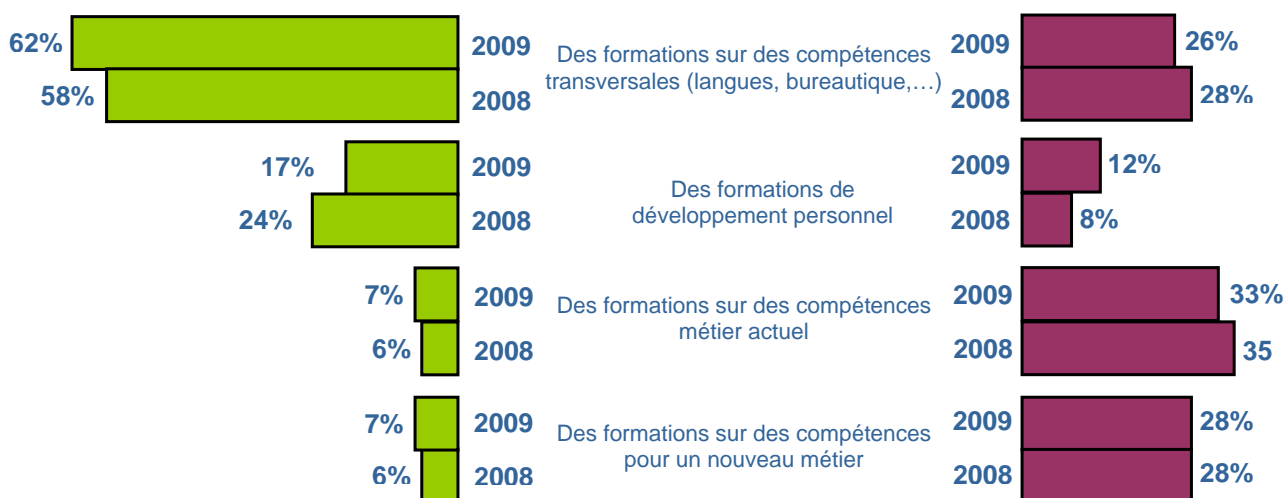 62% 2009 Des formations sur des compétences 2009 26%
58% 2008 transversales (langues, bureautique,…) 2008 28%
17% 2009 Des formations de 2009 12%
24% 2008 développement personnel 2008 8%
7% 2009 Des formations sur des compétences 2009 33%
6% 2008 métier actuel 2008 35
7% 2009 Des formations sur des compétences 2009 28%
6% 2008 pour un nouveau métier 2008 28%